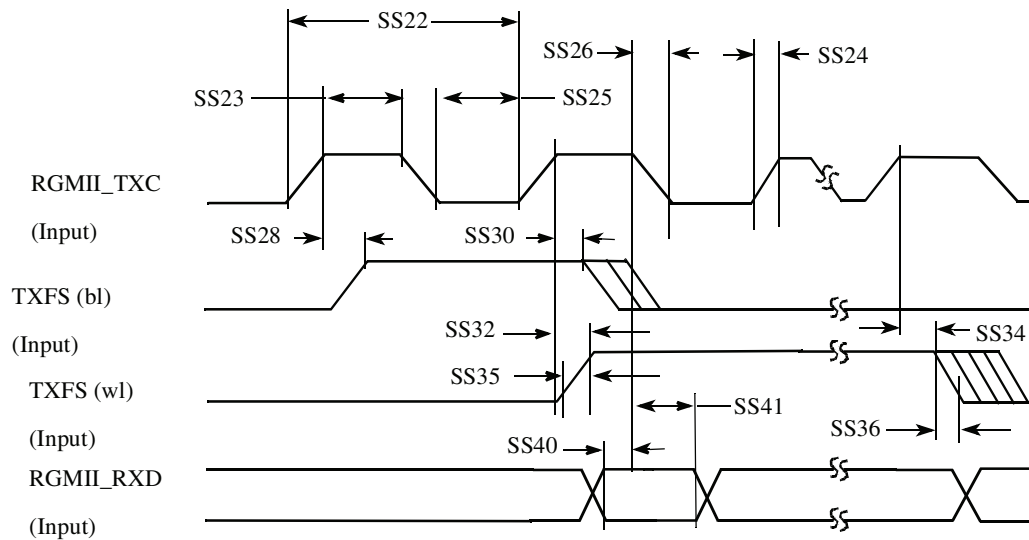 SS22
SS26
SS24
SS23
SS25
RGMII_TXC
(Input)
SS28
SS30
TXFS (bl)
(Input)
SS32
SS34
TXFS (wl)
(Input)
SS35
SS41
SS36
SS40
RGMII_RXD
(Input)